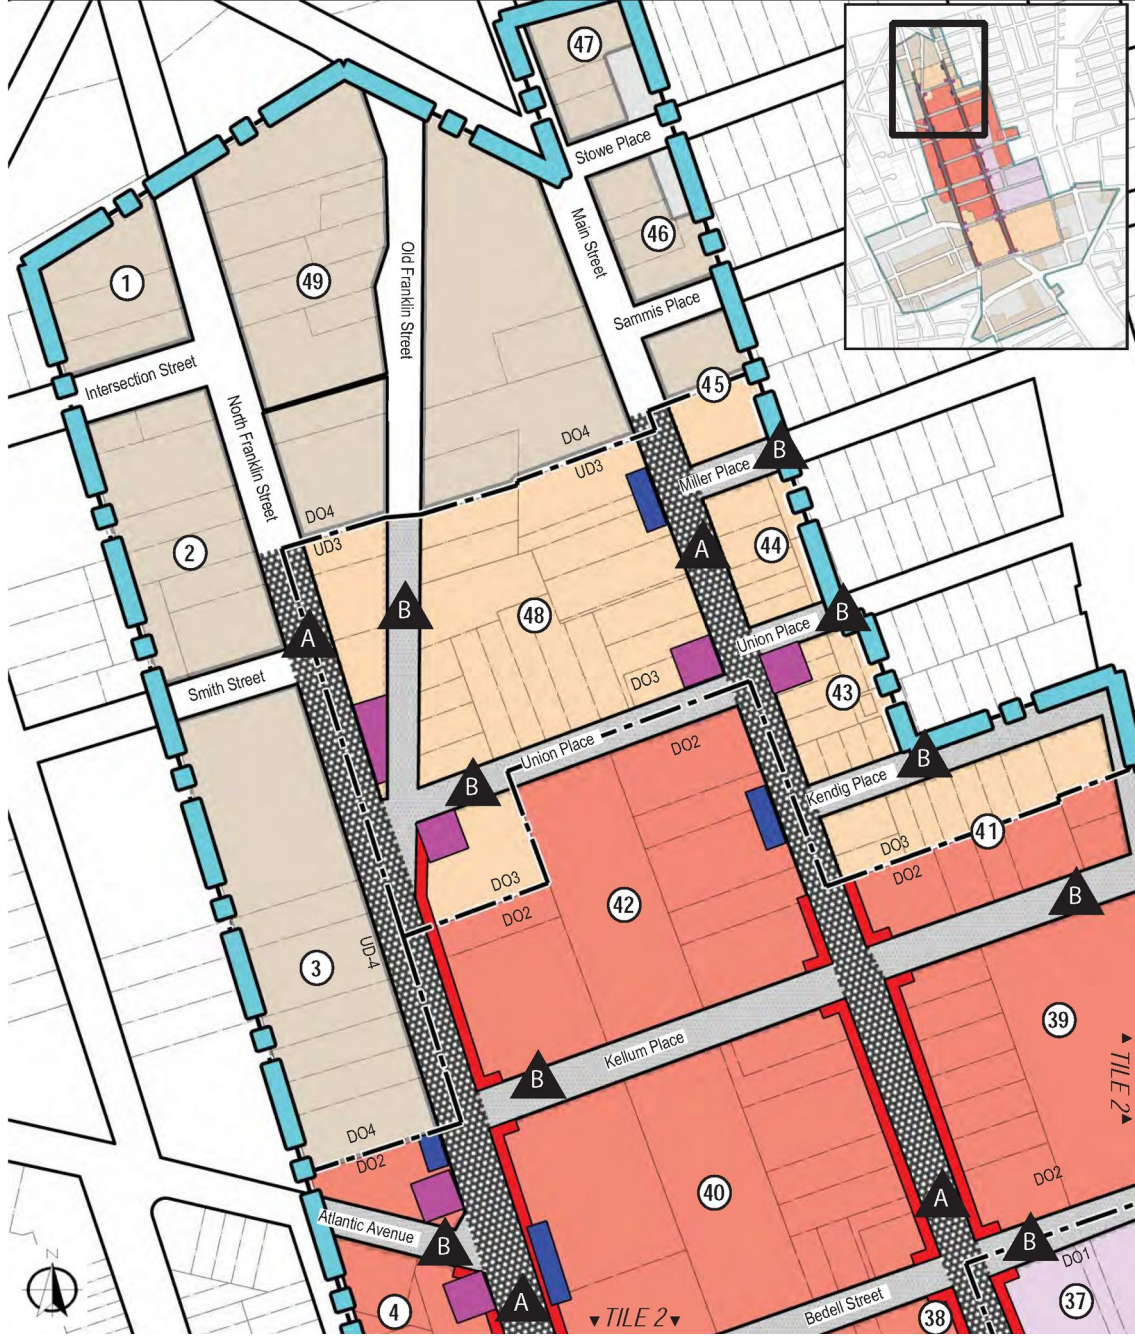 47
Stowe Place
46
Main Street
1
49
Old Franklin Street
Sammis Place
Intersection Street
45
North Franklin Street
DO4
UD3
B
Miller Place
DO4
UD3
2
A
44
B
48
B
A
Union Place
Smith Street
DO3
43
DO2
Union Place
B
B
Kendig Place
41
DO3
DO2
DO3
DO2
B
42
UD-4
3
39
TILE 2
Kellum Place
B
DO4
DO2
DO2
40
A
Atlantic Avenue
B
B
DO1
N
A
4
TILE 2
Bedell Street
38
37